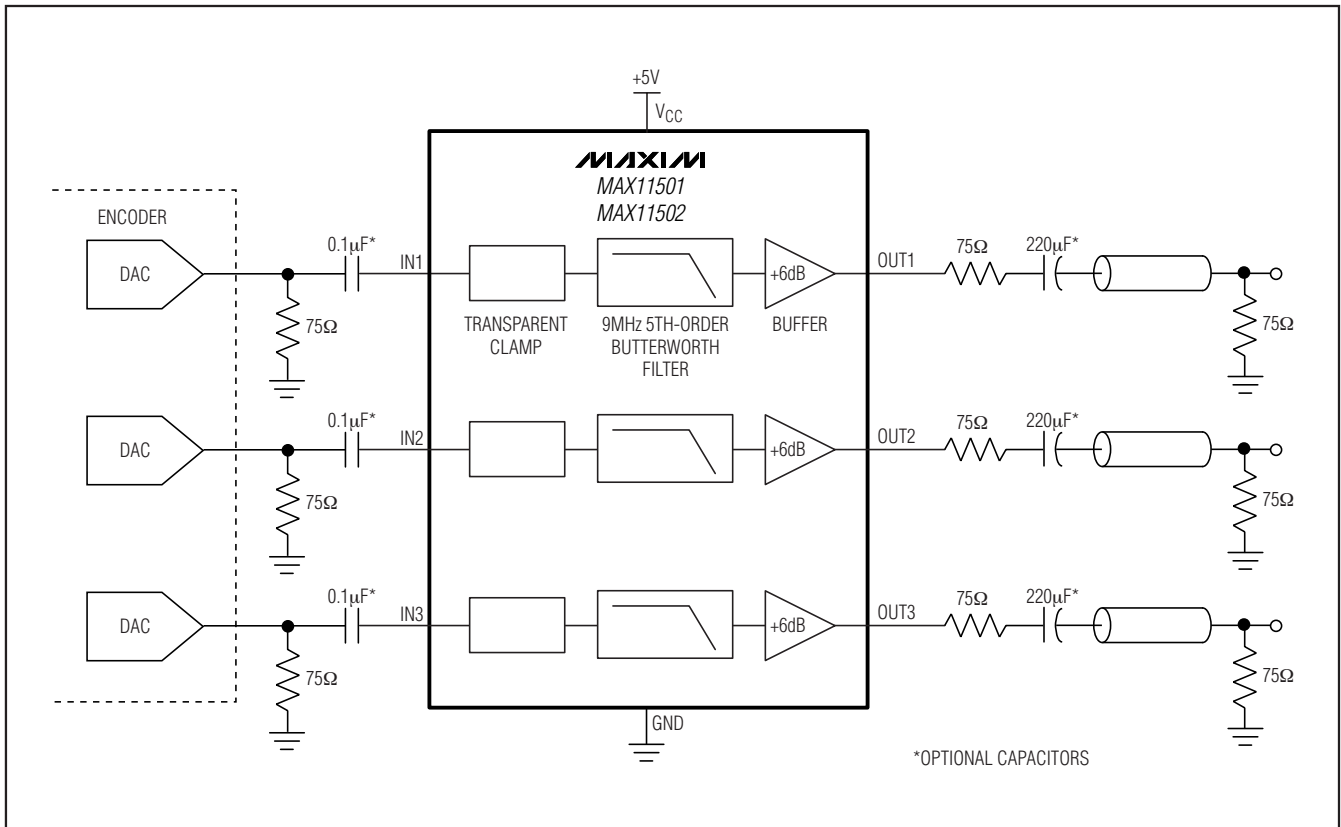 +5V
VCC
MAXIM
MAX11501
MAX11502
ENCODER
DAC
75Ω
0.1µF*
IN1
TRANSPARENT
CLAMP
9MHz 5TH-ORDER
BUTTERWORTH
FILTER
+6dB
BUFFER
OUT1
75Ω
220µF*
75Ω
DAC
75Ω
0.1µF*
IN2
+6dB
OUT2
75Ω
220µF*
75Ω
DAC
75Ω
0.1µF*
IN3
+6dB
OUT3
75Ω
220µF*
75Ω
GND
*OPTIONAL CAPACITORS